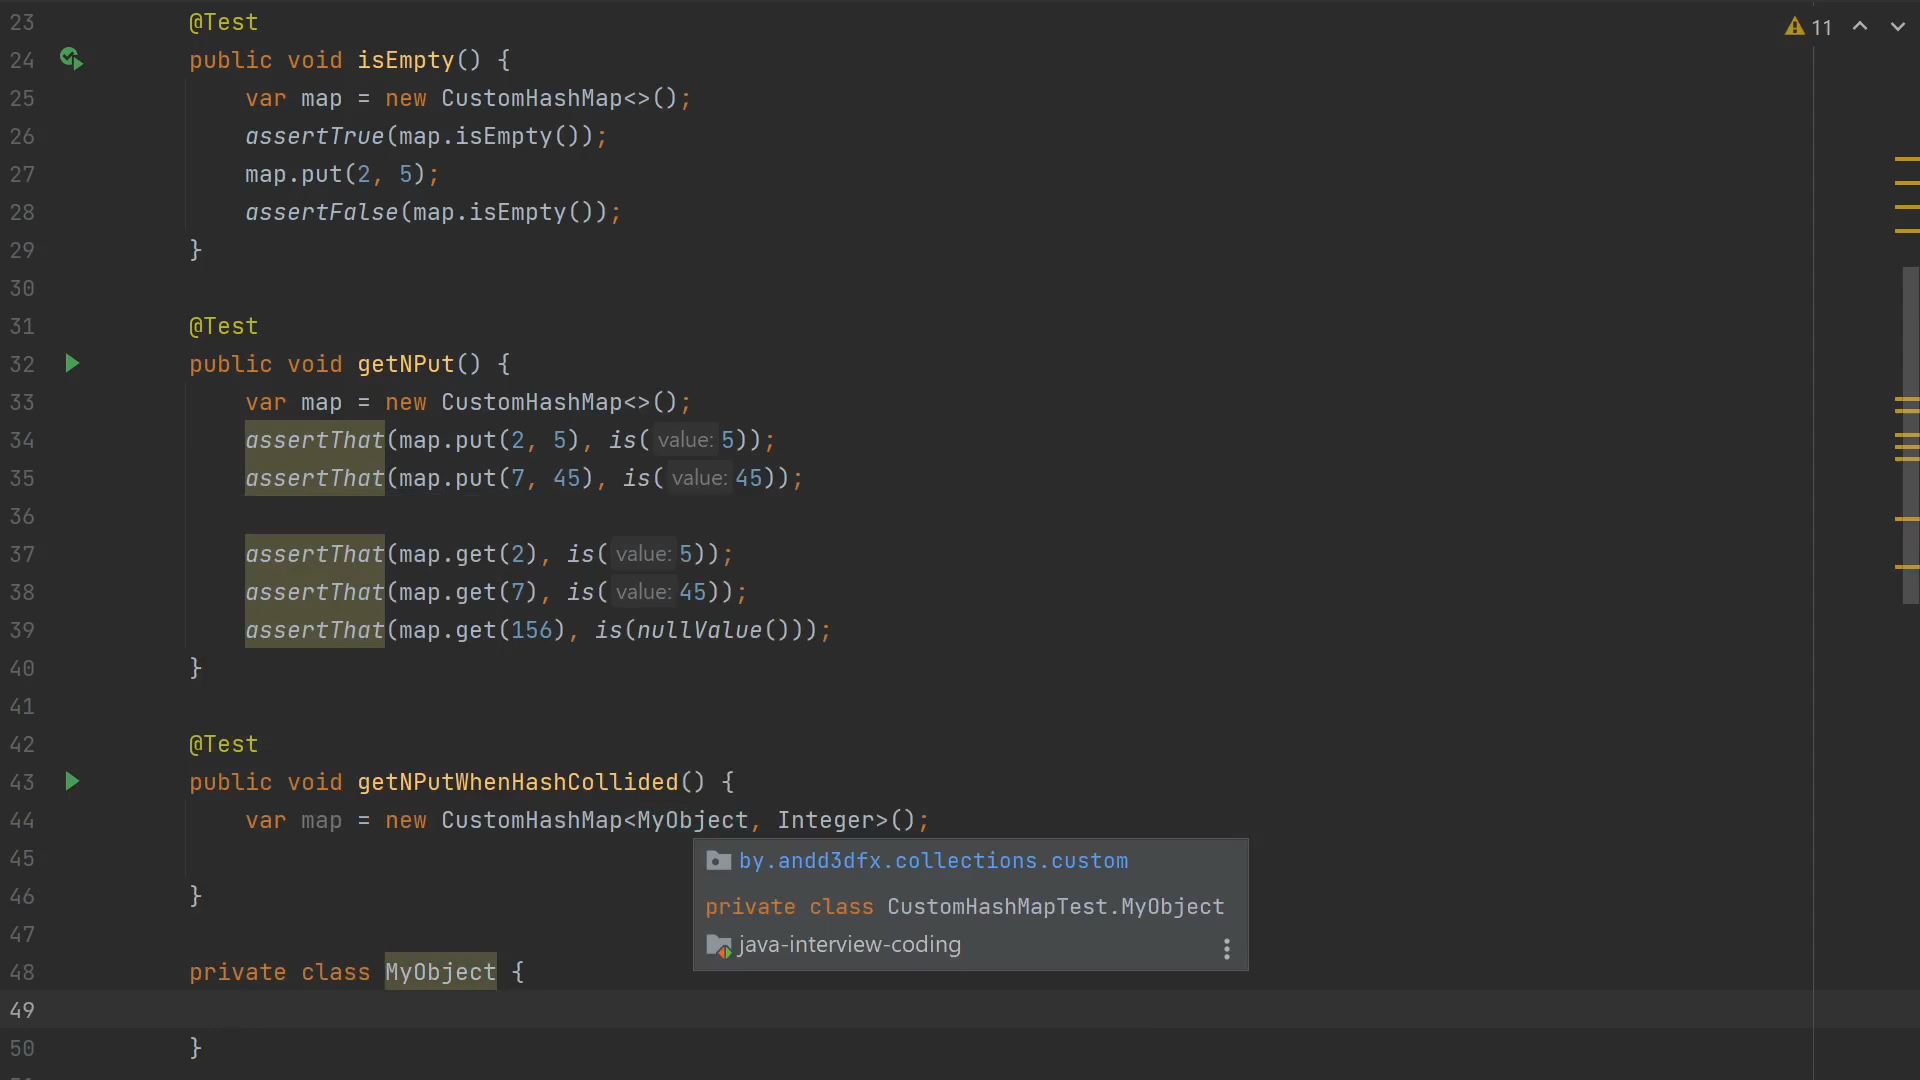 23 @Test
11
24 public void isEmpty() {
25 var map = new CustomHashMap<>();
26 assertTrue(map.isEmpty());
27 map.put(2, 5);
28 assertFalse(map.isEmpty());
29 }
30
31 @Test
32 public void getNPut() {
33 var map = new CustomHashMap<>();
34 assertThat(map.put(2, 5), is( value: 5));
35 assertThat(map.put(7, 45), is( value: 45));
36
37 assertThat(map.get(2), is( value: 5));
38 assertThat(map.get(7), is( value: 45));
39 assertThat(map.get(156), is(nullValue()));
40 }
41
42 @Test
43 public void getNPutWhenHashCollided() {
44 var map = new CustomHashMap<MyObject, Integer>();
45
by.andd3dfx.collections.custom
46 }
private class CustomHashMapTest.MyObject
47
java-interview-coding
48 private class MyObject {
49
50 }